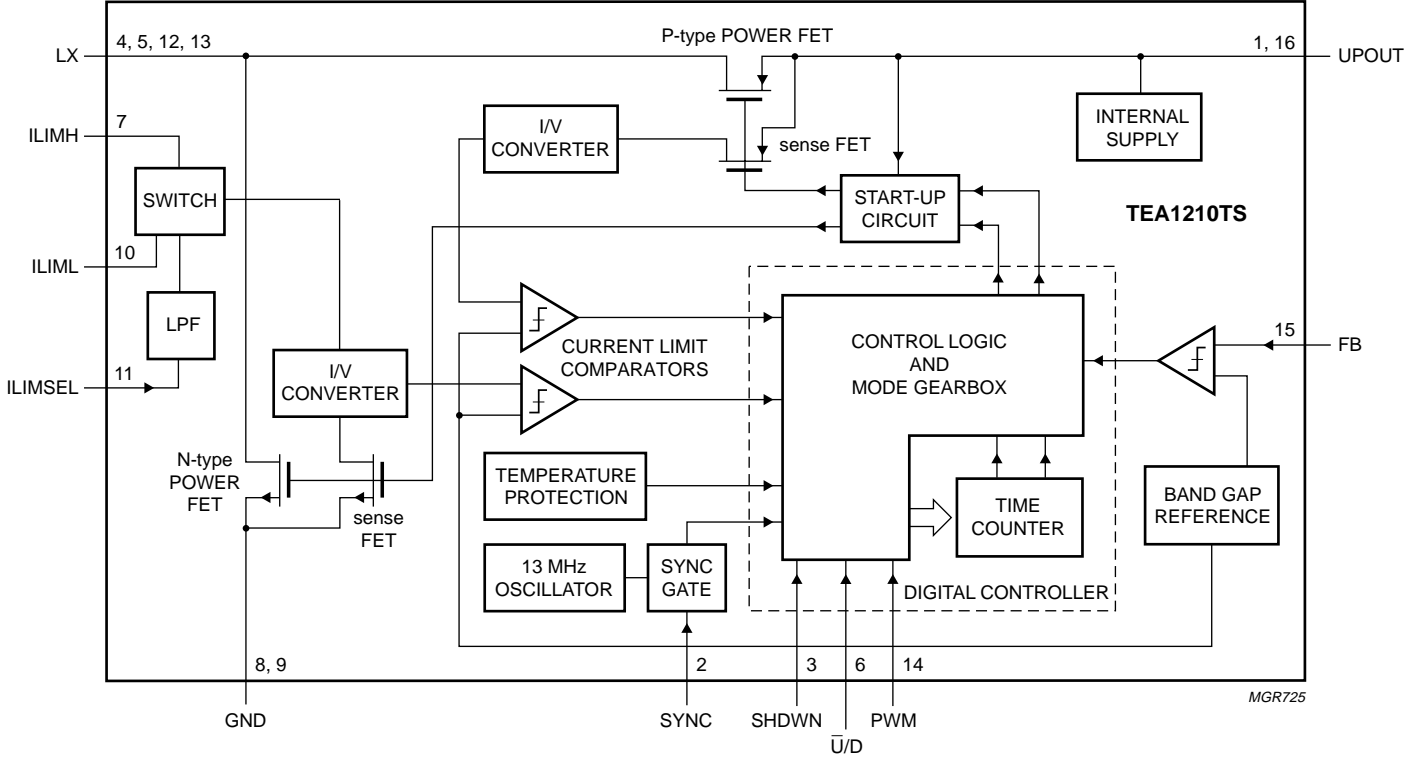 P-type POWER FET
4, 5, 12, 13
1, 16
LX
UPOUT
7
ILIMH
I/V
CONVERTER
sense FET
INTERNAL
SUPPLY
SWITCH
START-UP
CIRCUIT
TEA1210TS
10
ILIML
LPF
CURRENT LIMIT
COMPARATORS
CONTROL LOGIC
AND
MODE GEARBOX
15
FB
11
ILIMSEL
I/V
CONVERTER
N-type
POWER
FET
sense
FET
TEMPERATURE
PROTECTION
TIME
COUNTER
BAND GAP
REFERENCE
13 MHz
OSCILLATOR
SYNC
GATE
DIGITAL CONTROLLER
8, 9
2
3
6
14
MGR725
GND
SYNC
SHDWN
U̅/D
PWM